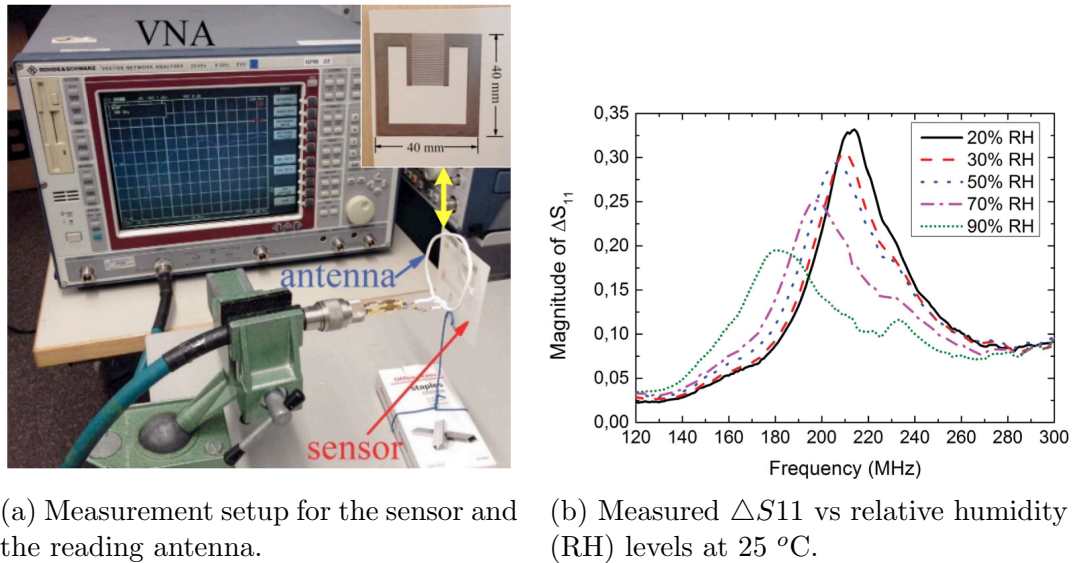 VNA
ROHDE&SCHWARZ VECTOR NETWORK ANALYZER
40 mm
40 mm
antenna
sensor
Staples
(a) Measurement setup for the sensor and
the reading antenna.
Magnitude of ΔS₁₁
0,35
0,30
0,25
0,20
0,15
0,10
0,05
0,00
20% RH
30% RH
50% RH
70% RH
90% RH
120 140 160 180 200 220 240 260 280 300
Frequency (MHz)
(b) Measured △S11 vs relative humidity
(RH) levels at 25 °C.